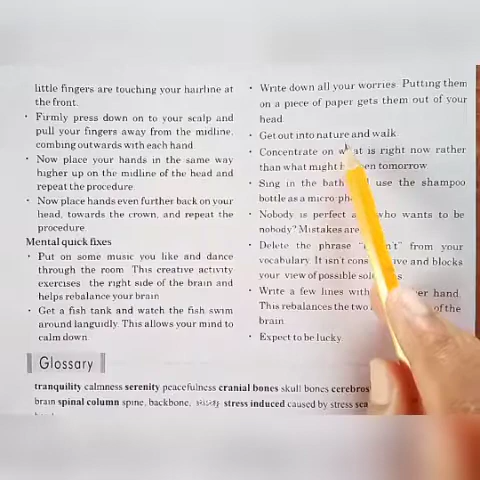 little fingers are touching your hairline at
the front.
• Firmly press down on to your scalp and
pull your fingers away from the midline,
combing outwards with each hand.
• Now place your hands in the same way
higher up on the midline of the head and
repeat the procedure.
• Now place hands even further back on your
head, towards the crown, and repeat the
procedure.
Mental quick fixes
• Put on some music you like and dance
through the room. This creative activity
exercises the right side of the brain and
helps rebalance your brain.
• Get a fish tank and watch the fish swim
around languidly. This allows your mind to
calm down.
• Write down all your worries. Putting them
on a piece of paper gets them out of your
head.
• Get out into nature and walk.
• Concentrate on what is right now rather
than what might tomorrow.
• Sing in the bath use the shampoo
bottle as a micro
• Nobody is perfect who wants to be
nobody? Mistakes are
• Delete the phrase from your
vocabulary. It isn't and blocks
your view of possible
• Write a few lines with hand.
This rebalances the two of the
brain.
• Expect to be lucky.
Glossary
tranquility calmness serenity peacefulness cranial bones skull bones
brain spinal column spine, backbone, stress induced caused by stress